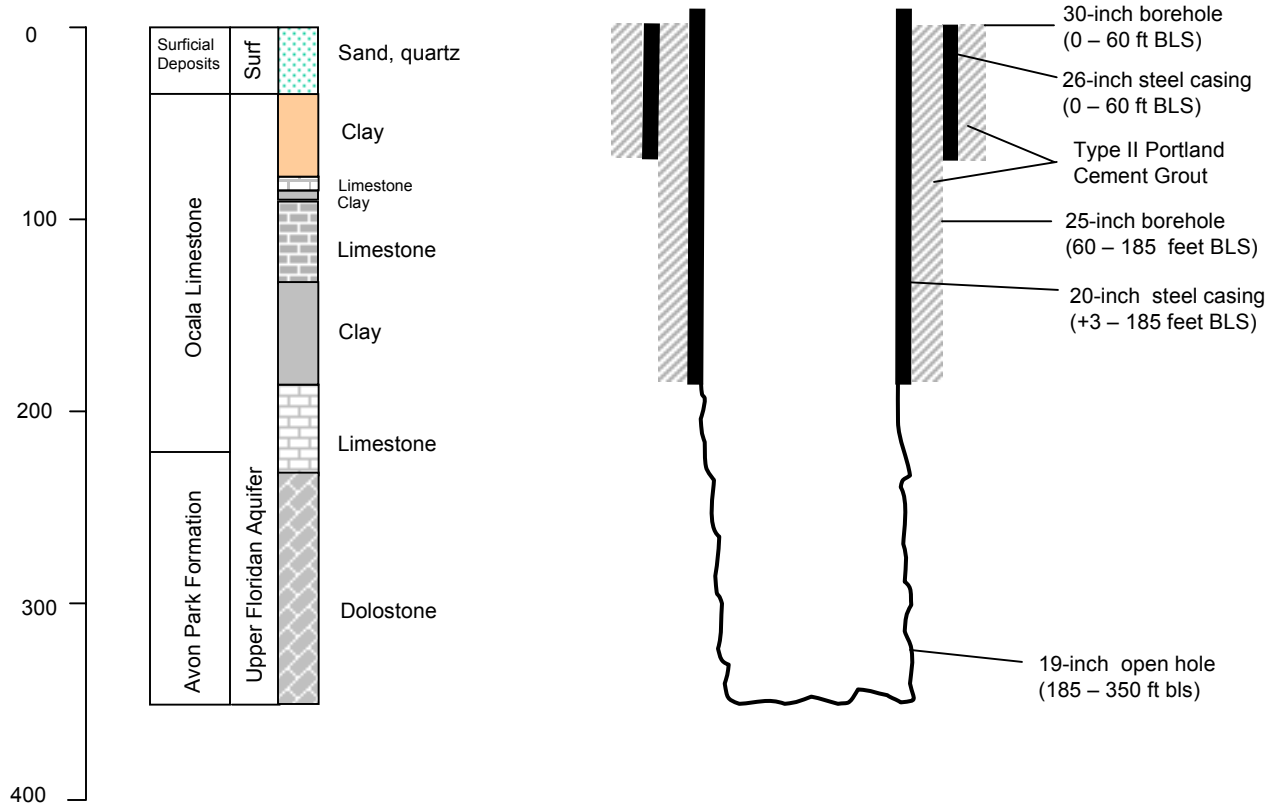 0
100
200
300
400
Surficial
Deposits
Surf
Ocala Limestone
Avon Park Formation
Upper Floridan Aquifer
Sand, quartz
Clay
Limestone
Clay
Limestone
Clay
Limestone
Dolostone
30-inch borehole
(0 – 60 ft BLS)
26-inch steel casing
(0 – 60 ft BLS)
Type II Portland
Cement Grout
25-inch borehole
(60 – 185 feet BLS)
20-inch steel casing
(+3 – 185 feet BLS)
19-inch open hole
(185 – 350 ft bls)